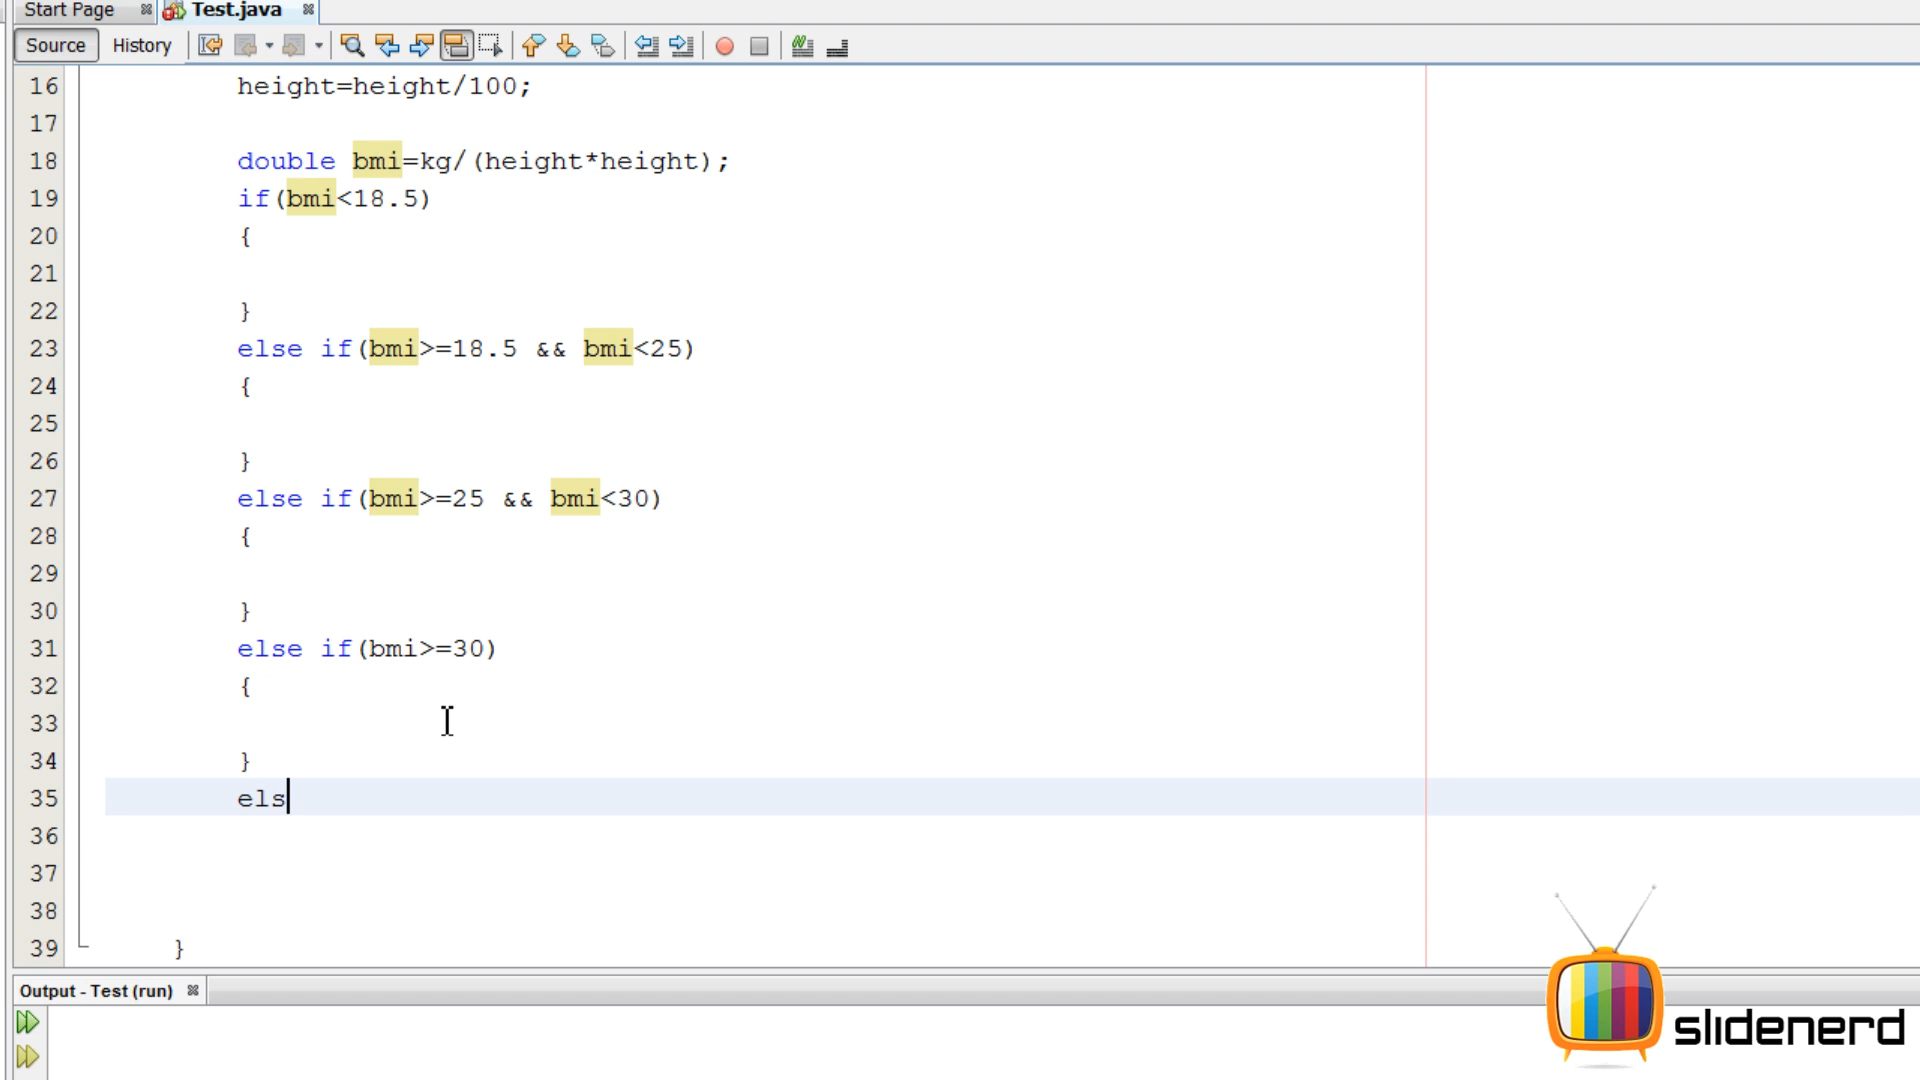 Start Page Test.java
Source History
16 height=height/100;
17
18 double bmi=kg/(height*height);
19 if(bmi<18.5)
20 {
21
22 }
23 else if(bmi>=18.5 && bmi<25)
24 {
25
26 }
27 else if(bmi>=25 && bmi<30)
28 {
29
30 }
31 else if(bmi>=30)
32 {
33
34 }
35 els
36
37
38
39 }
Output - Test (run)
slidenerd